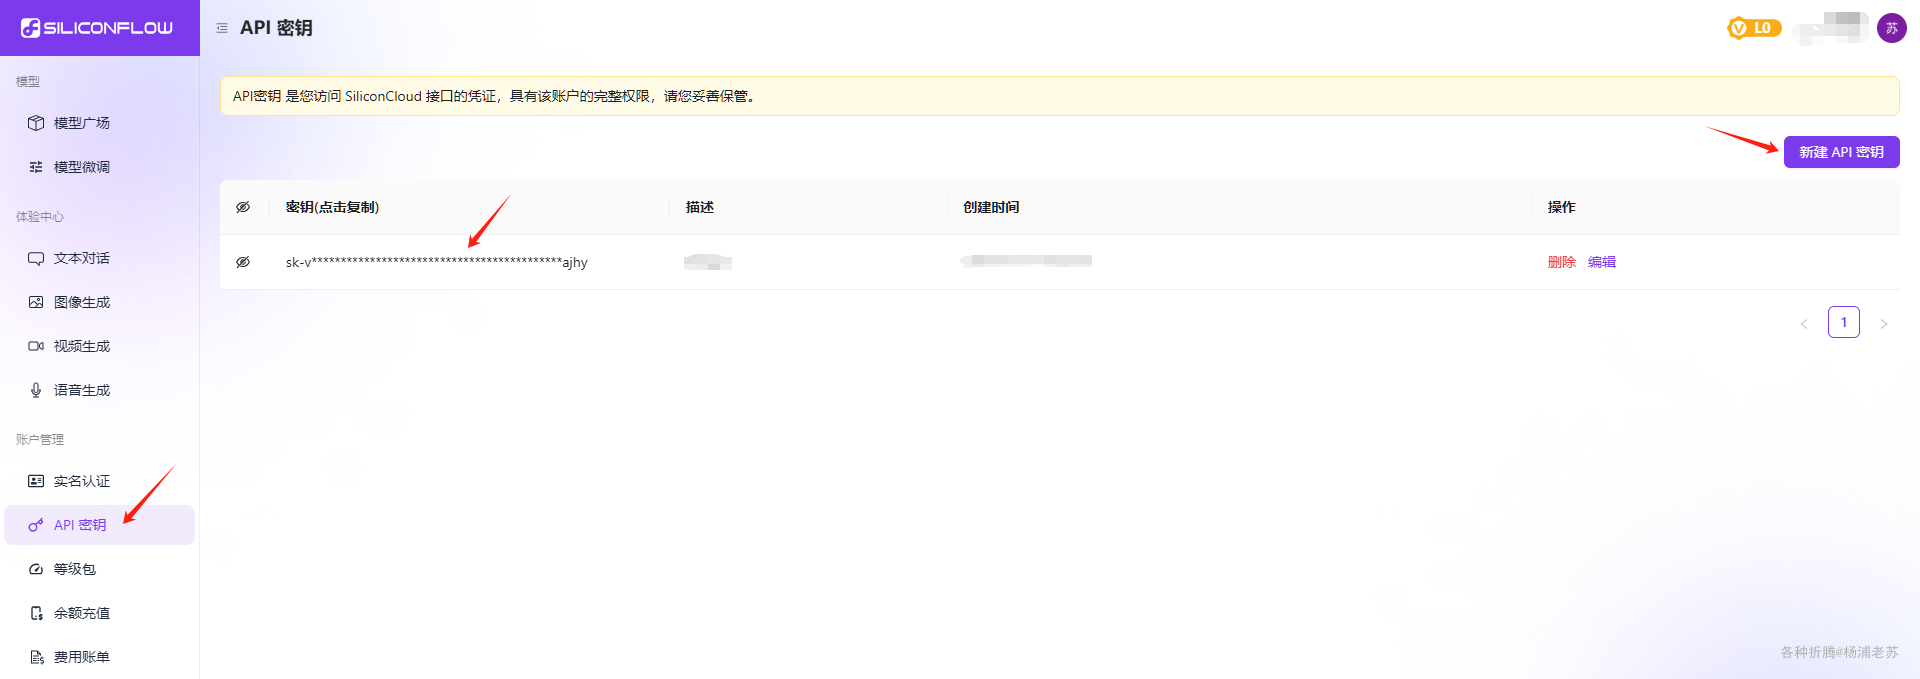 SILICONFLOW
API 密钥
L0
苏
模型
模型广场
模型微调
体验中心
文本对话
图像生成
视频生成
语音生成
账户管理
实名认证
API 密钥
等级包
余额充值
费用账单
API密钥 是您访问 SiliconCloud 接口的凭证，具有该账户的完整权限，请您妥善保管。
新建 API 密钥
密钥(点击复制) 描述 创建时间 操作
sk-v********************************************ajhy 删除 编辑
< 1 >
各种折腾@杨浦老苏